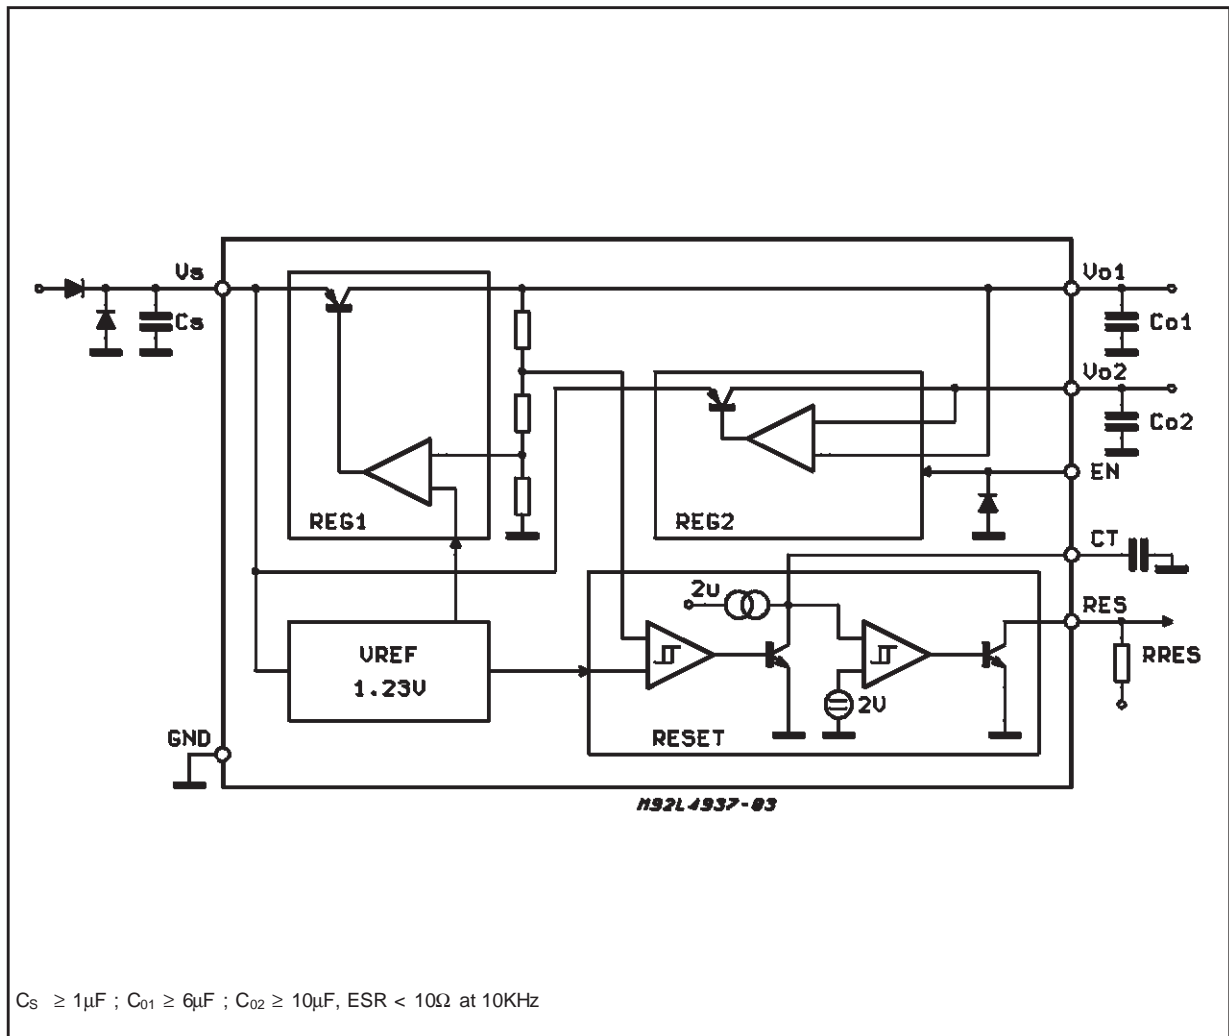 Vs
Cs
Vo1
Co1
Vo2
Co2
EN
REG1
REG2
CT
2u
RES
VREF
1.23V
2V
RRES
GND
RESET
M92L4937-03
CS ≥ 1μF ; C01 ≥ 6μF ; C02 ≥ 10μF, ESR < 10Ω at 10KHz